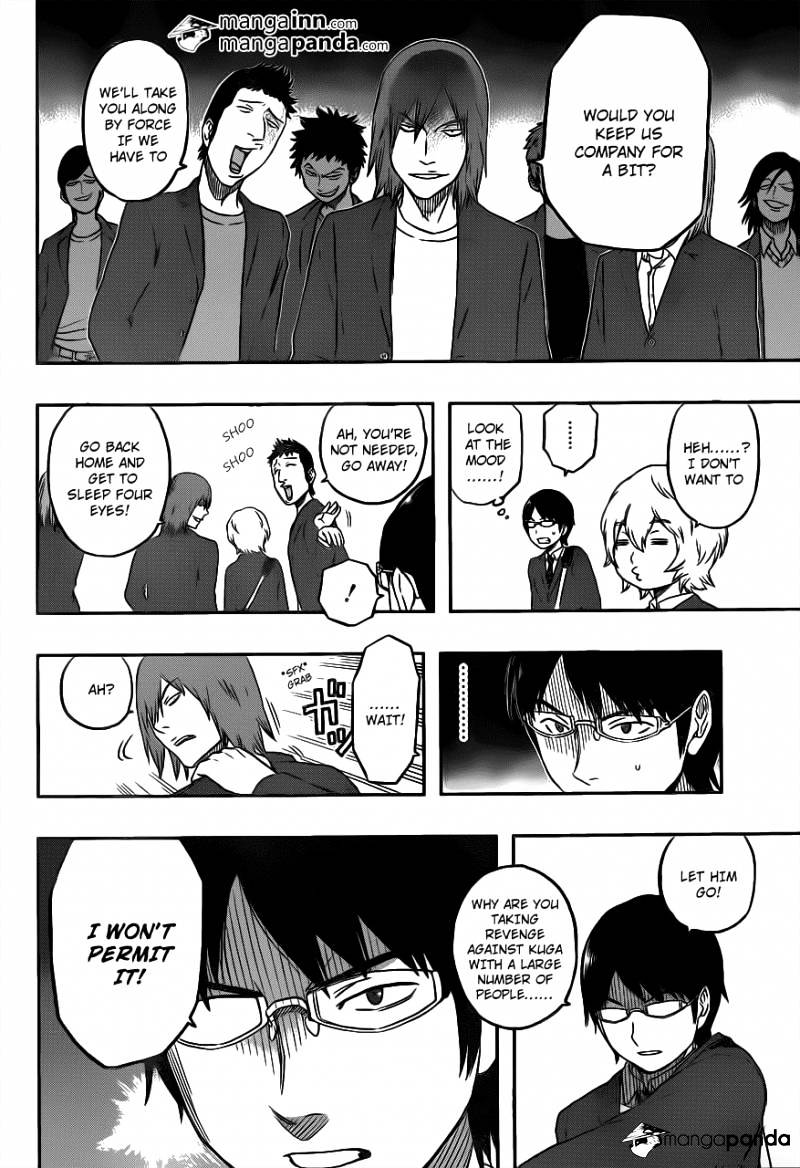 mangainn.com
mangapanda.com
WOULD YOU
KEEP US
COMPANY FOR
A BIT?
WE'LL TAKE
YOU ALONG
BY FORCE
IF WE
HAVE TO
HEH......?
I DON'T
WANT TO
......
LOOK
AT THE
MOOD
......!
AH, YOU'RE
NOT NEEDED,
GO AWAY!
SHOO
SHOO
GO BACK
HOME AND
GET TO
SLEEP FOUR
EYES!
!
.........
......
WAIT!
*SFX*
GRAB
ガッ
AH?
LET HIM
GO!
WHY ARE YOU
TAKING
REVENGE
AGAINST KUGA
WITH A LARGE
NUMBER OF
PEOPLE......
I WON'T
PERMIT
IT!
mangapanda